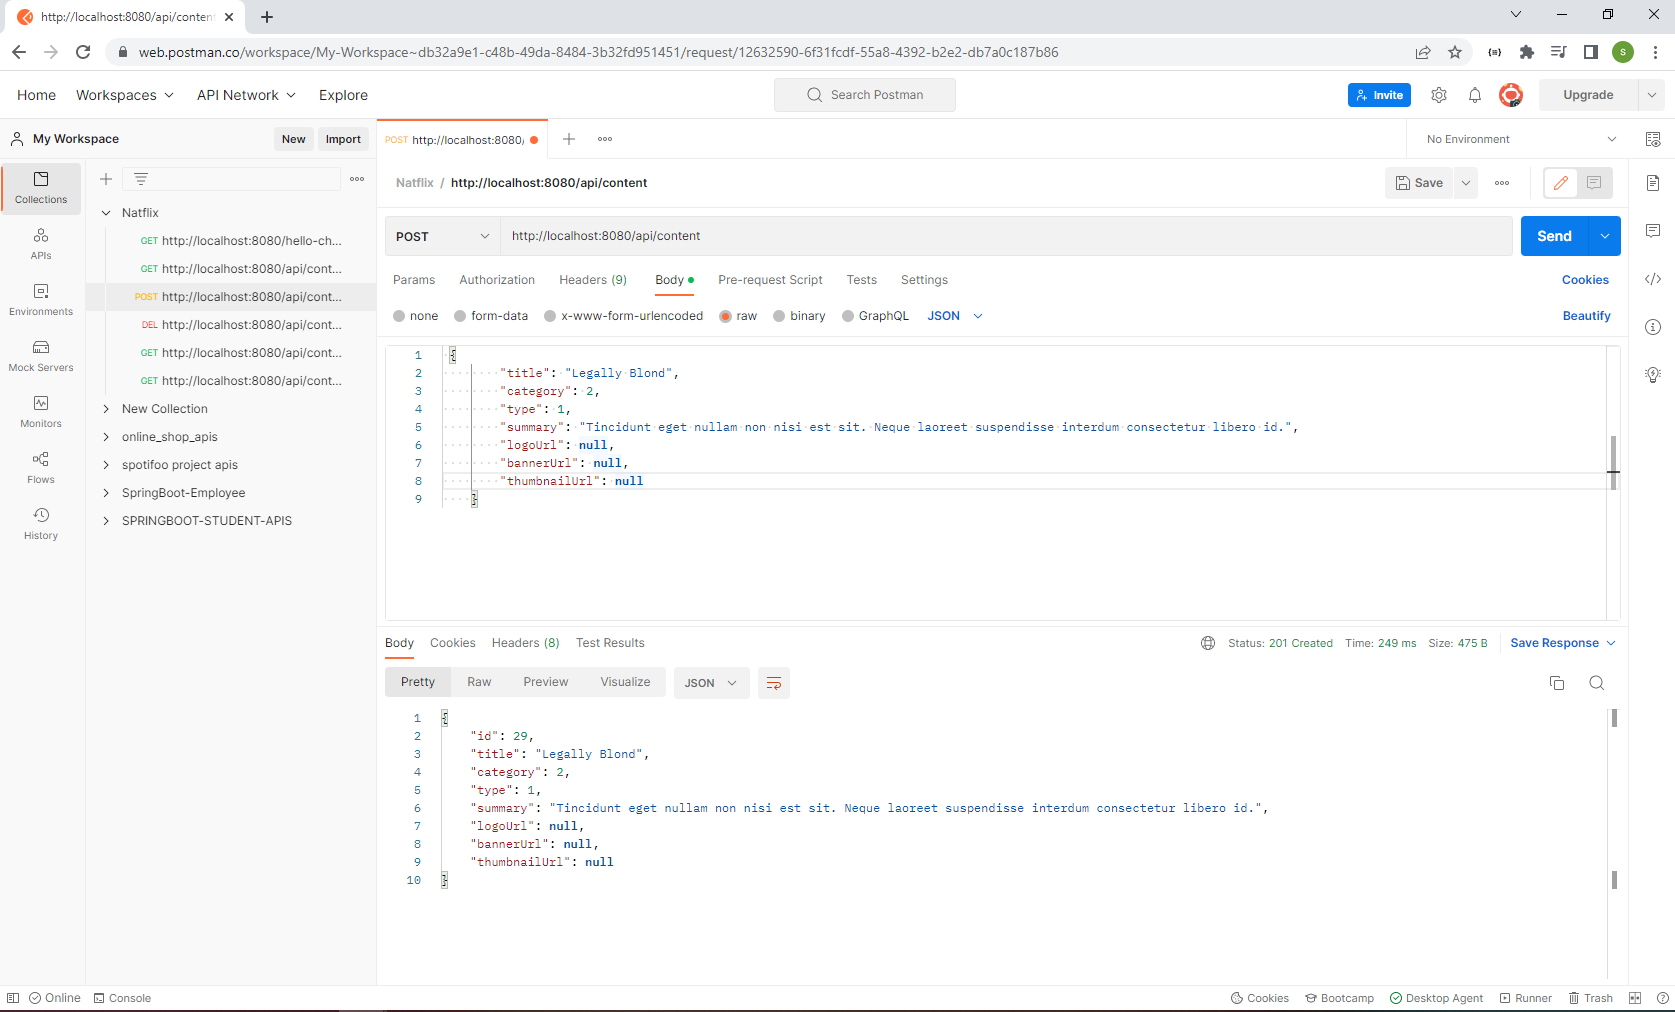 http://localhost:8080/api/conten
web.postman.co/workspace/My-Workspace~db32a9e1-c48b-49da-8484-3b32fd951451/request/12632590-6f31fcdf-55a8-4392-b2e2-db7a0c187b86
S
Home Workspaces API Network Explore Search Postman Invite Upgrade
My Workspace New Import POST http://localhost:8080/ No Environment
Natflix / http://localhost:8080/api/content Save
Collections
APIs
Environments
Mock Servers
Monitors
Flows
History
Natflix
GET http://localhost:8080/hello-ch...
GET http://localhost:8080/api/cont...
POST http://localhost:8080/api/cont...
DEL http://localhost:8080/api/cont...
GET http://localhost:8080/api/cont...
GET http://localhost:8080/api/cont...
New Collection
online_shop_apis
spotifoo project apis
SpringBoot-Employee
SPRINGBOOT-STUDENT-APIS
POST http://localhost:8080/api/content Send
Params Authorization Headers (9) Body Pre-request Script Tests Settings Cookies
none form-data x-www-form-urlencoded raw binary GraphQL JSON Beautify
1 {
2 "title": "Legally Blond",
3 "category": 2,
4 "type": 1,
5 "summary": "Tincidunt eget nullam non nisi est sit. Neque laoreet suspendisse interdum consectetur libero id.",
6 "logoUrl": null,
7 "bannerUrl": null,
8 "thumbnailUrl": null
9 }
Body Cookies Headers (8) Test Results Status: 201 Created Time: 249 ms Size: 475 B Save Response
Pretty Raw Preview Visualize JSON
1 {
2 "id": 29,
3 "title": "Legally Blond",
4 "category": 2,
5 "type": 1,
6 "summary": "Tincidunt eget nullam non nisi est sit. Neque laoreet suspendisse interdum consectetur libero id.",
7 "logoUrl": null,
8 "bannerUrl": null,
9 "thumbnailUrl": null
10 }
Online Console Cookies Bootcamp Desktop Agent Runner Trash